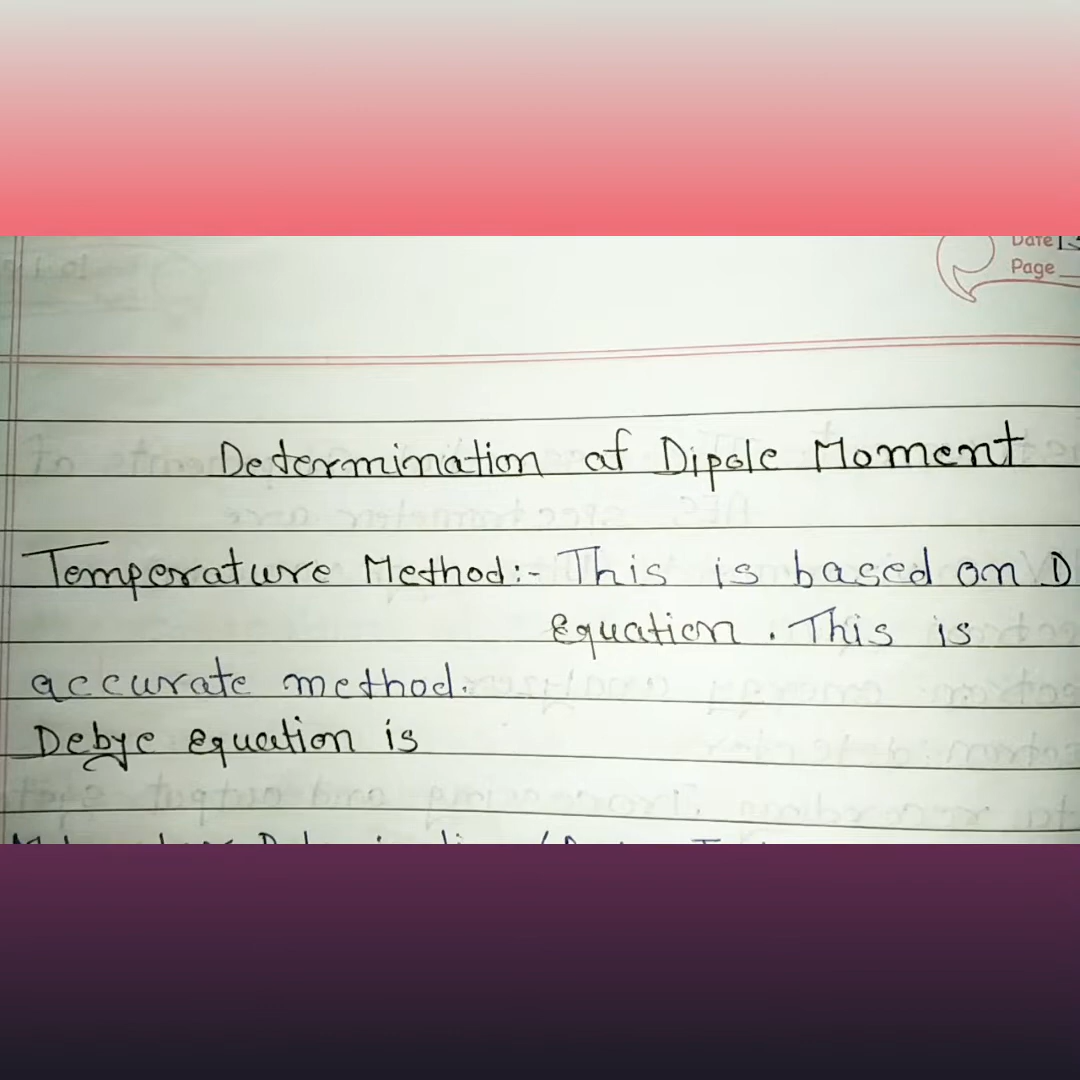 Date
Page
Determination of Dipole Moment
Temperature Method:- This is based on D
Equation. This is
accurate method.
Debye equation is